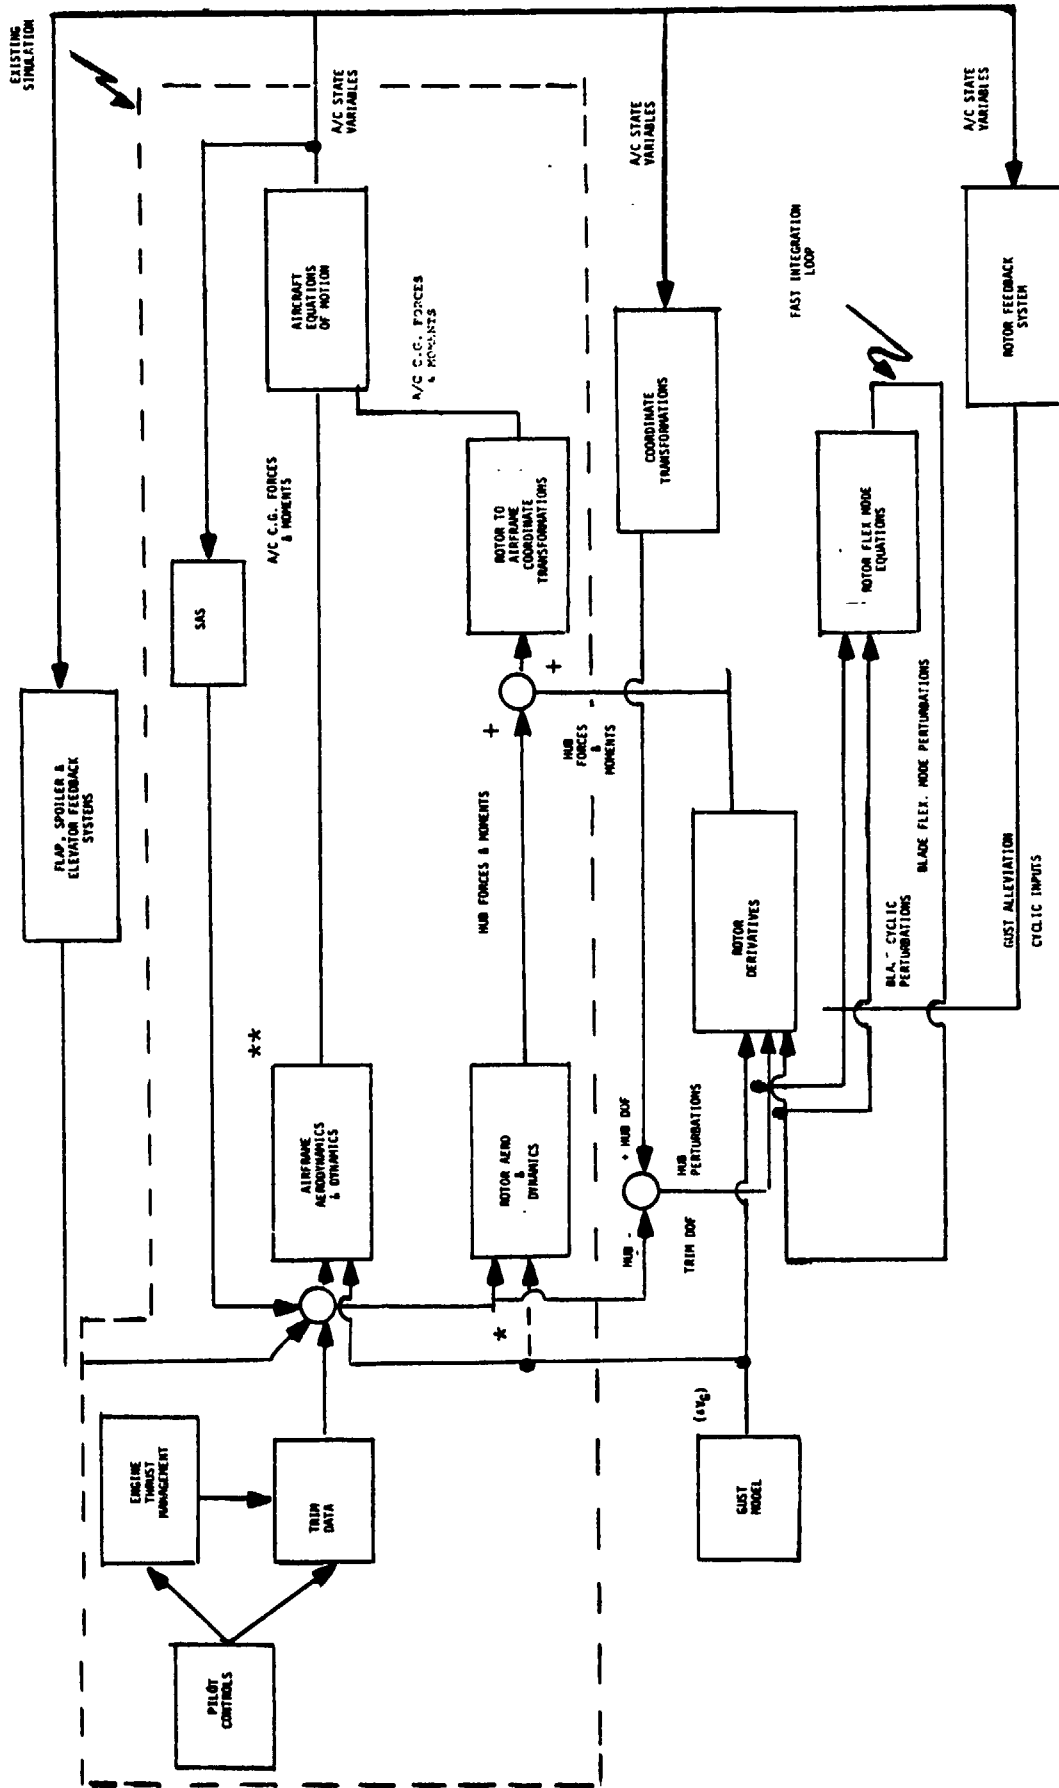 EXISTING
SIMULATION
FLAP, SPOILER &
ELEVATOR FEEDBACK
SYSTEMS
SAS
A/C STATE
VARIABLES
AIRCRAFT
EQUATIONS
OF MOTION
A/C C.G. FORCES
& MOMENTS
A/C C.G. FORCES
& MOMENTS
**
AIRFRAME
AERODYNAMICS
& DYNAMICS
ENGINE
THRUST
MANAGEMENT
TRIM
DATA
PILOT
CONTROLS
ROTOR TO
AIRFRAME
COORDINATE
TRANSFORMATIONS
+
+
HUB FORCES & MOMENTS
HUB
FORCES
&
MOMENTS
ROTOR AERO
&
DYNAMICS
*
A/C STATE
VARIABLES
COORDINATE
TRANSFORMATIONS
+ HUB DOF
HUB -
TRIM DOF
HUB
PERTURBATIONS
ROTOR
DERIVATIVES
GUST
MODEL
FAST INTEGRATION
LOOP
ROTOR FLEX MODE
EQUATIONS
CYCLIC
PERTURBATIONS
BLADE FLEX. MODE PERTURBATIONS
A/C STATE
VARIABLES
ROTOR FEEDBACK
SYSTEM
GUST ALLEVIATION
CYCLIC INPUTS